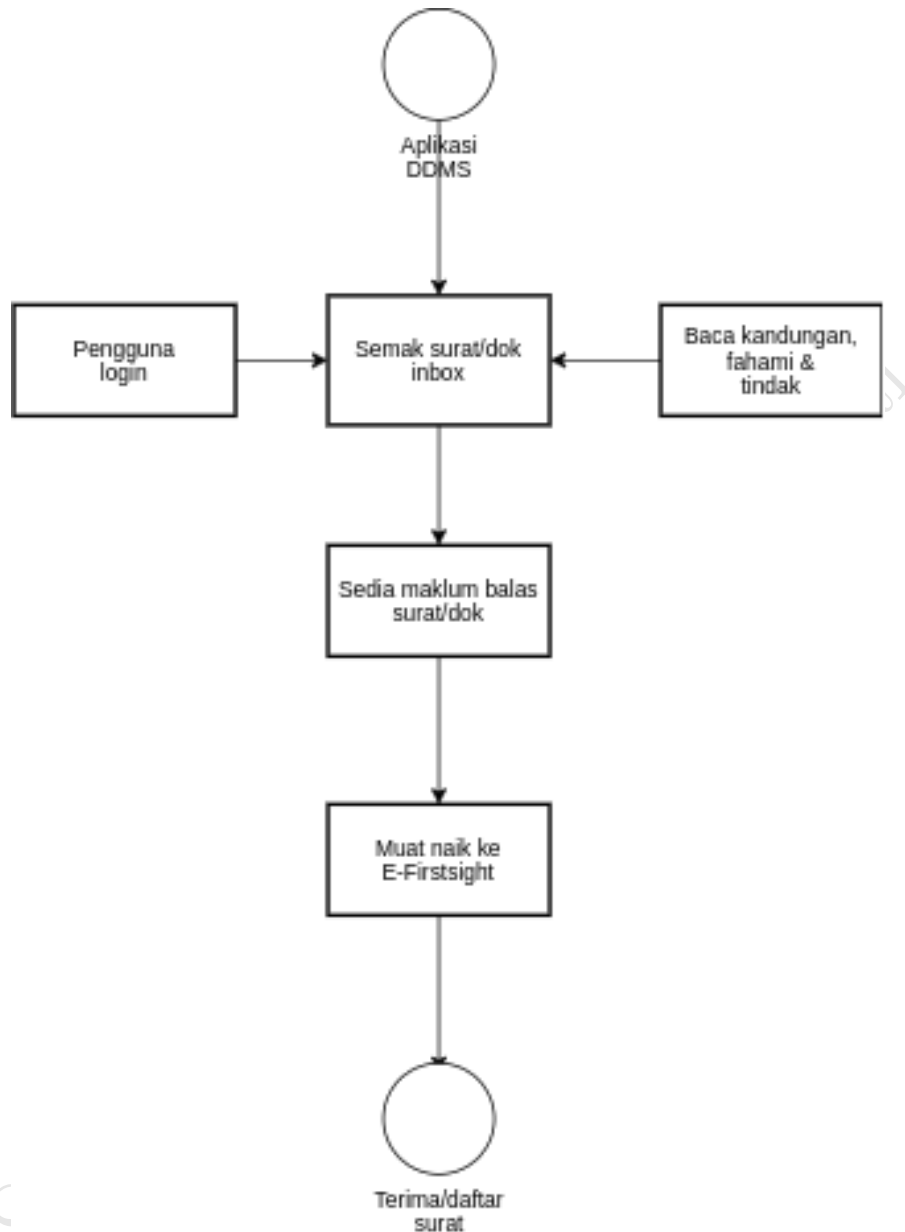 Aplikasi
DDMS
Pengguna
login
Semak surat/dok
inbox
Baca kandungan,
fahami &
tindak
Sedia maklum balas
surat/dok
Muat naik ke
E-Firstsight
Terima/daftar
surat